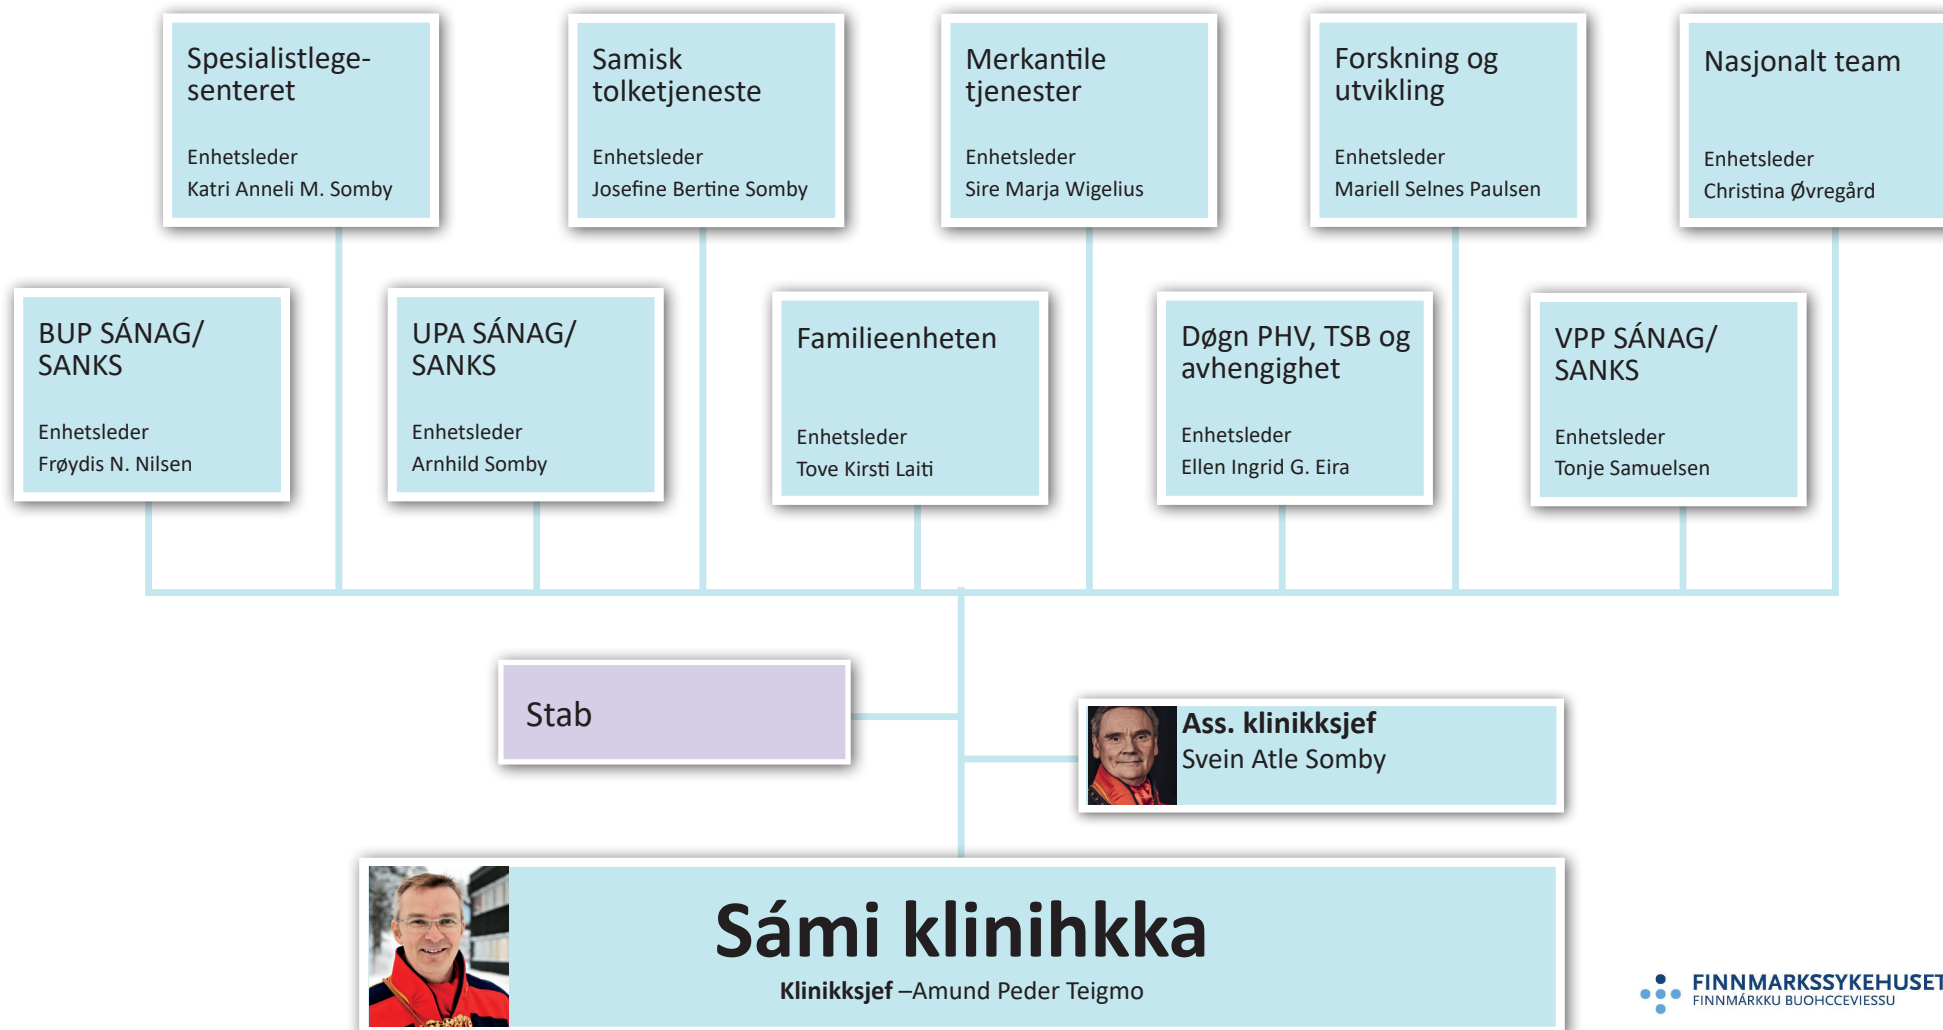 Spesialistlege-
senteret
Enhetsleder
Katri Anneli M. Somby
Samisk
tolketjeneste
Enhetsleder
Josefine Bertine Somby
Merkantile
tjenester
Enhetsleder
Sire Marja Wigelius
Forskning og
utvikling
Enhetsleder
Mariell Selnes Paulsen
Nasjonalt team
Enhetsleder
Christina Øvregård
BUP SÁNAG/
SANKS
Enhetsleder
Frøydis N. Nilsen
UPA SÁNAG/
SANKS
Enhetsleder
Arnhild Somby
Familieenheten
Enhetsleder
Tove Kirsti Laiti
Døgn PHV, TSB og
avhengighet
Enhetsleder
Ellen Ingrid G. Eira
VPP SÁNAG/
SANKS
Enhetsleder
Tonje Samuelsen
Stab
Ass. klinikksjef
Svein Atle Somby
Sámi klinihkka
Klinikksjef –Amund Peder Teigmo
FINNMARKSSYKEHUSET
FINNMÁRKKU BUOHCCEVIESSU